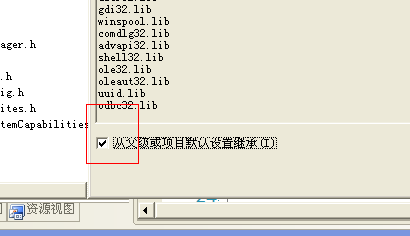 gdi32.lib
winspool.lib
comdlg32.lib
advapi32.lib
shell32.lib
ole32.lib
oleaut32.lib
uuid.lib
odbc32.lib
ager.h
.h
ig.h
ites.h
temCapabilities
从父级或项目默认设置继承(I)
资源视图
24